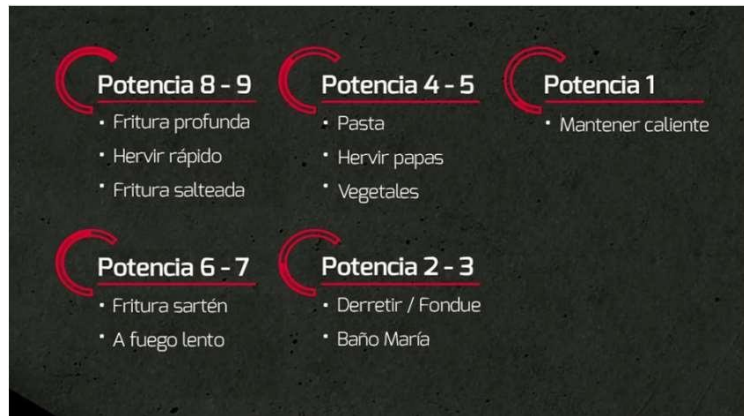 Potencia 8 - 9
• Fritura profunda
• Hervir rápido
• Fritura salteada
Potencia 6 - 7
• Fritura sartén
• A fuego lento
Potencia 4 - 5
• Pasta
• Hervir papas
• Vegetales
Potencia 2 - 3
• Derretir / Fondue
• Baño María
Potencia 1
• Mantener caliente